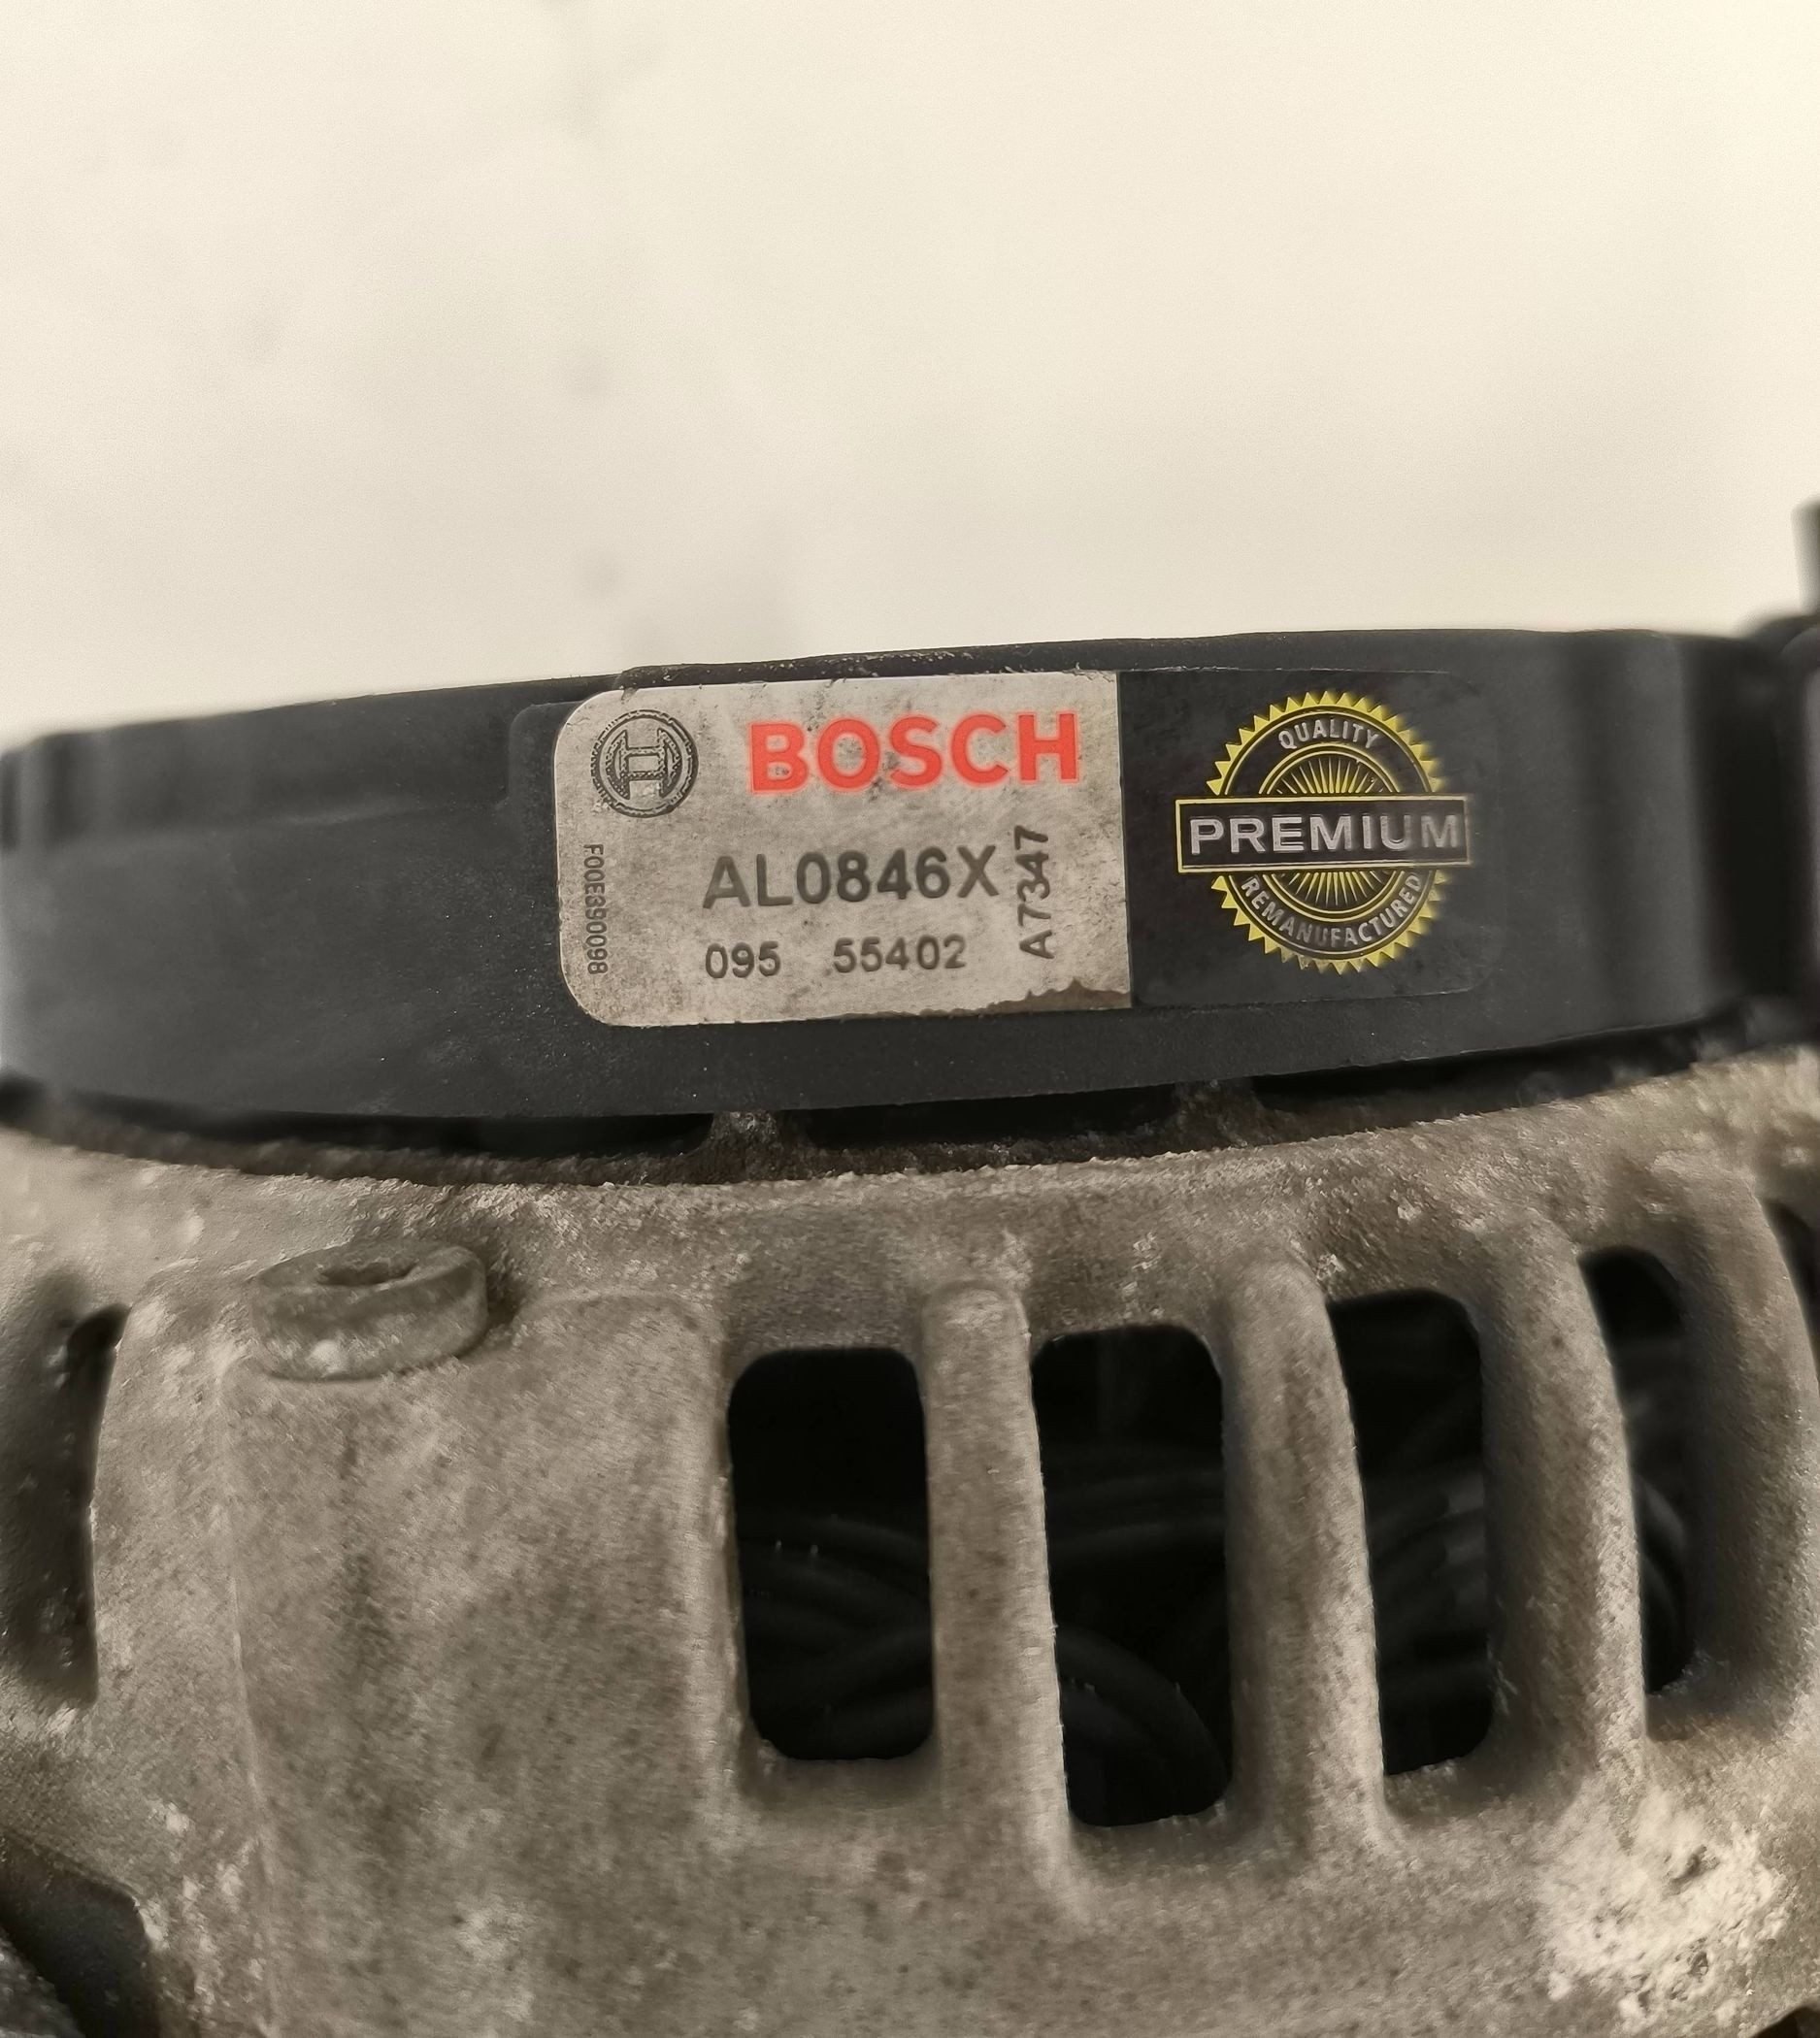 BOSCH
AL0846X
095 55402
A7347
F00E390098
QUALITY
PREMIUM
REMANUFACTURED